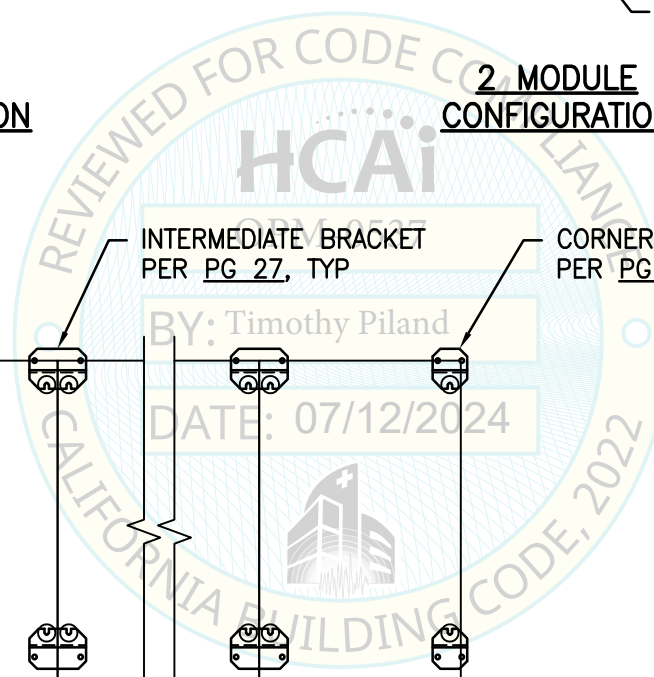 REVIEWED FOR CODE COMPLIANCE
2 MODULE
ON
CONFIGURATIO
HCAi
OPM-0527
INTERMEDIATE BRACKET
PER PG 27, TYP
CORNER
PER PG
BY: Timothy Piland
DATE: 07/12/2024
CALIFORNIA BUILDING CODE, 2022